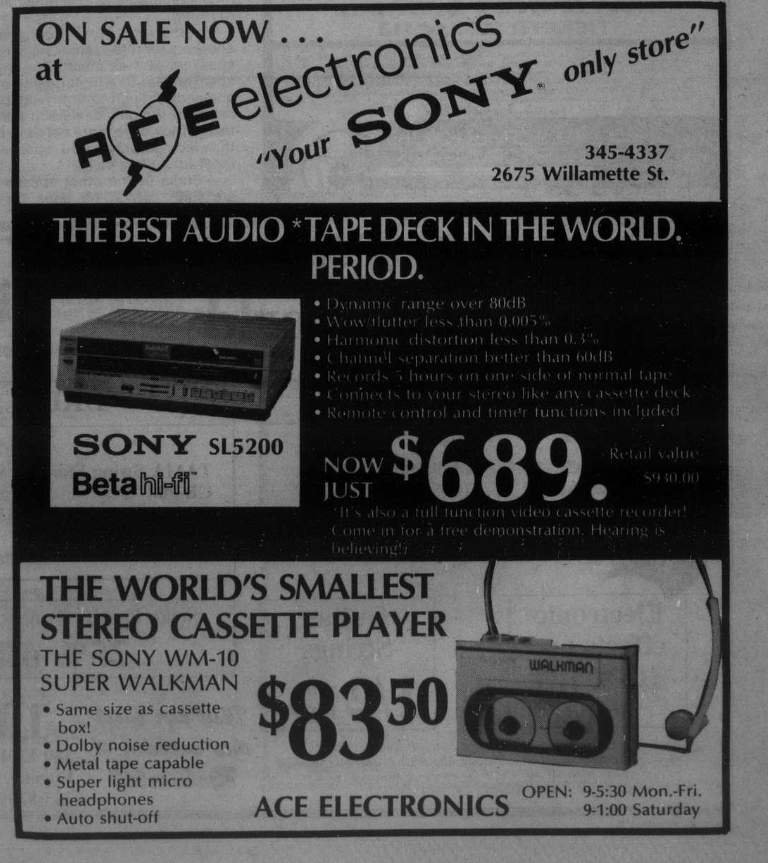 ON SALE NOW . . .
at
ACE electronics
"Your SONY® only store"
345-4337
2675 Willamette St.
THE BEST AUDIO *TAPE DECK IN THE WORLD.
PERIOD.
• Dynamic range over 80dB
• Wow/flutter less than 0.005%
• Harmonic distortion less than 0.3%
• Channel separation better than 60dB
• Records 5 hours on one side of normal tape
• Connects to your stereo like any cassette deck
• Remote control and timer functions included
SONY SL5200
Beta hi-fi™
NOW JUST $689.
Retail value
$930.00
*It's also a full function video cassette recorder!
Come in for a free demonstration. Hearing is
believing!
THE WORLD'S SMALLEST
STEREO CASSETTE PLAYER
THE SONY WM-10
SUPER WALKMAN
• Same size as cassette
box!
• Dolby noise reduction
• Metal tape capable
• Super light micro
headphones
• Auto shut-off
$83.50
WALKMAN
ACE ELECTRONICS
OPEN: 9-5:30 Mon.-Fri.
9-1:00 Saturday